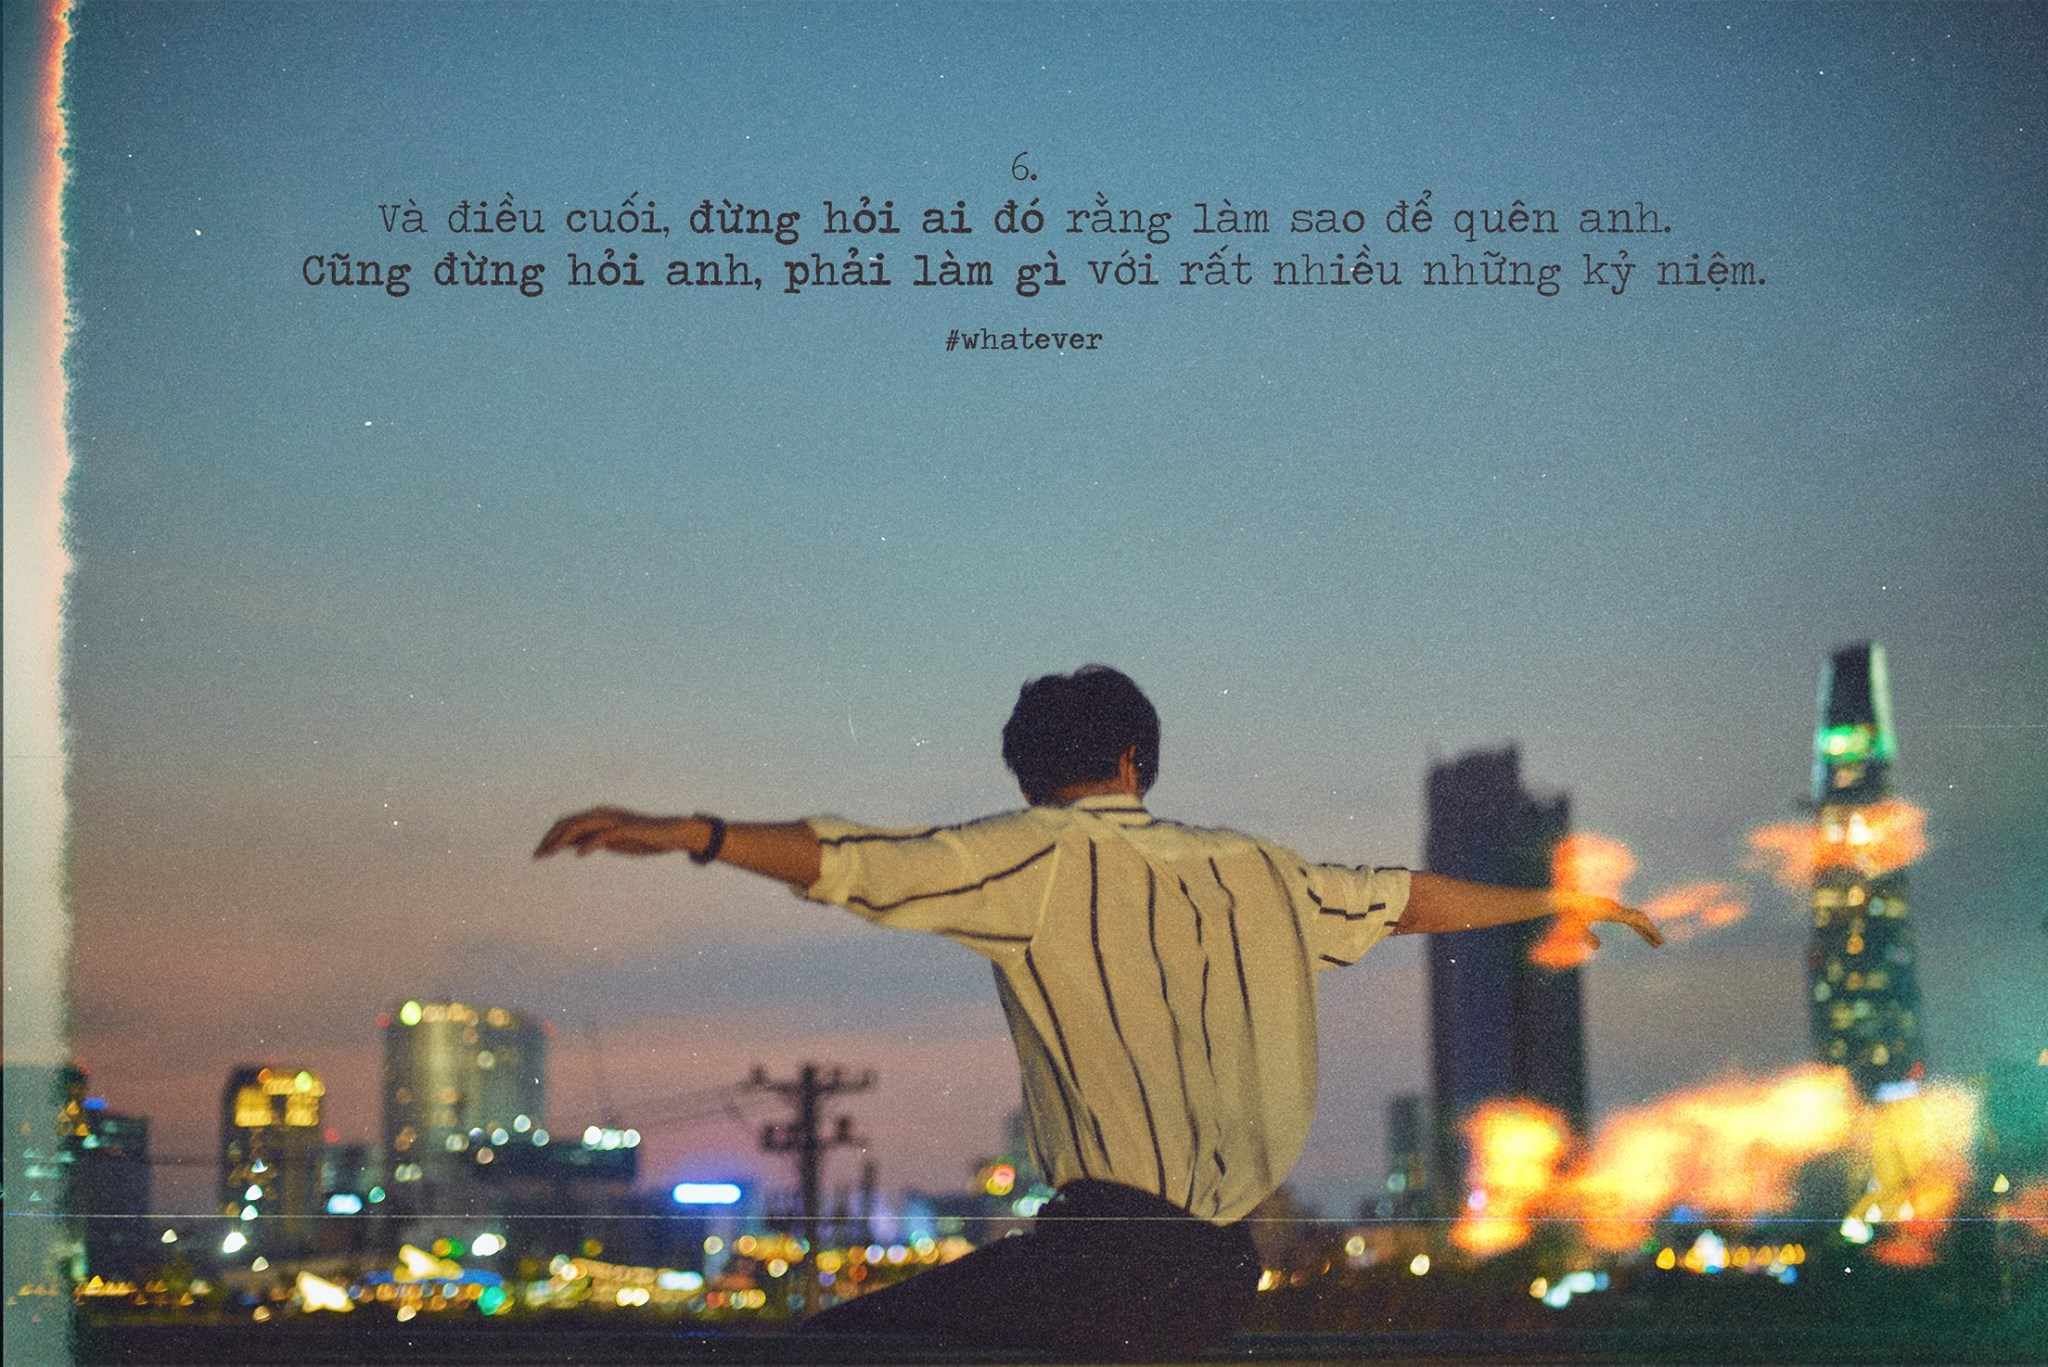 6.
Và điều cuối, đừng hỏi ai đó rằng làm sao để quên anh.
Cũng đừng hỏi anh, phải làm gì với rất nhiều những kỷ niệm.
#whatever